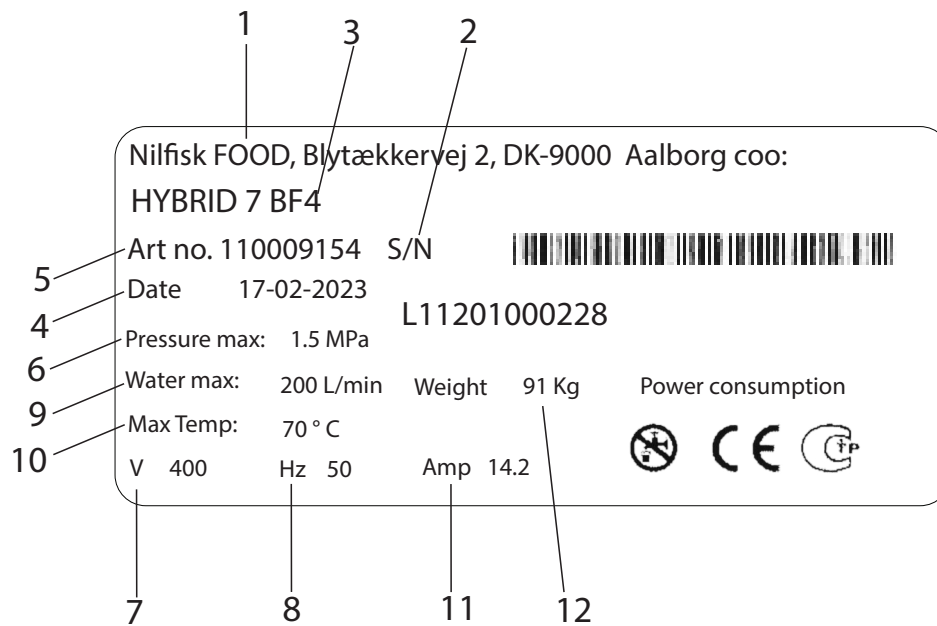 1
3
2
Nilfisk FOOD, Blytækkervej 2, DK-9000 Aalborg coo:
HYBRID 7 BF4
5
Art no. 110009154 S/N
4
Date 17-02-2023
L11201000228
6
Pressure max: 1.5 MPa
9
Water max: 200 L/min Weight 91 Kg Power consumption
10
Max Temp: 70 ° C
V 400 Hz 50 Amp 14.2
CE
C TP
7
8
11
12